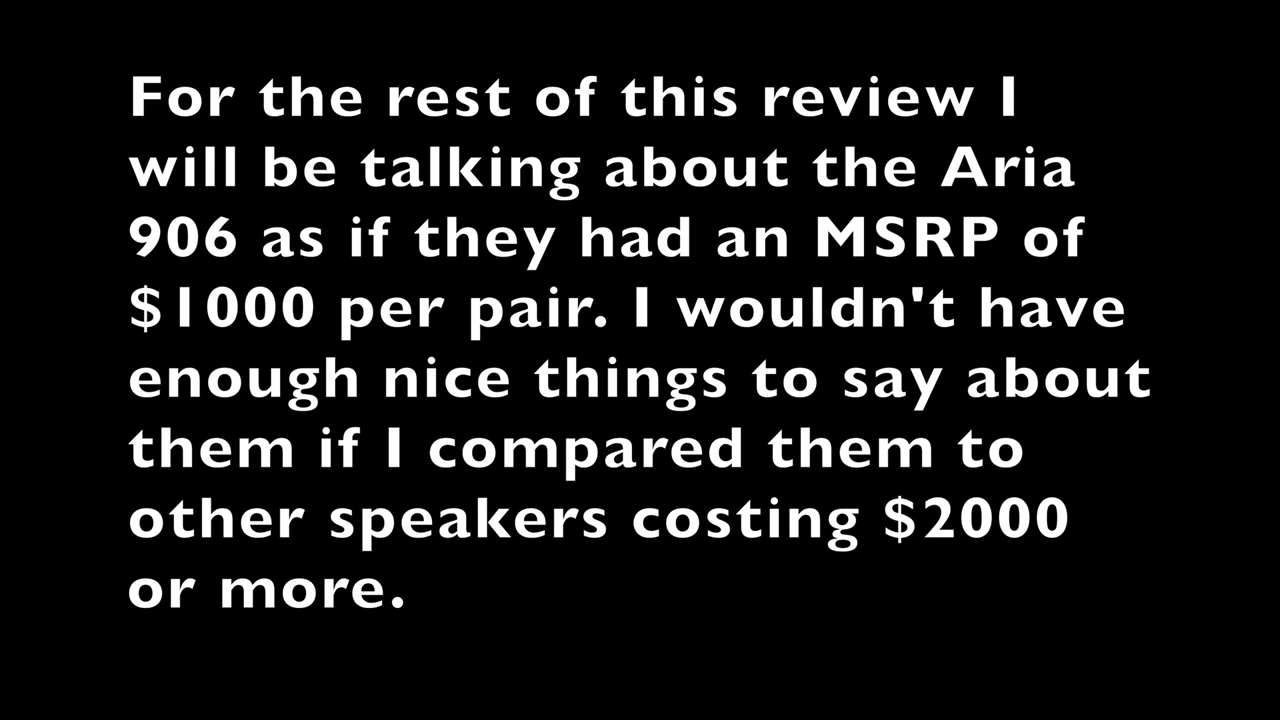 For the rest of this review I
will be talking about the Aria
906 as if they had an MSRP of
$1000 per pair. I wouldn't have
enough nice things to say about
them if I compared them to
other speakers costing $2000
or more.